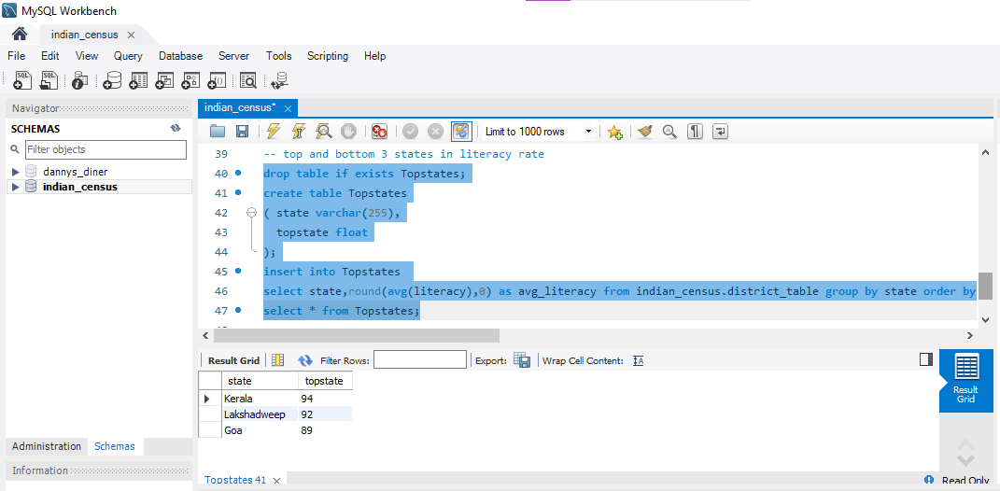 MySQL Workbench
indian_census
File Edit View Query Database Server Tools Scripting Help
Navigator
SCHEMAS
Filter objects
dannys_diner
indian_census
Administration Schemas
Information
indian_census*
Limit to 1000 rows
39 -- top and bottom 3 states in literacy rate
40 drop table if exists Topstates;
41 create table Topstates
42 ( state varchar(255),
43 topstate float
44 );
45 insert into Topstates
46 select state,round(avg(literacy),0) as avg_literacy from indian_census.district_table group by state order by
47 select * from Topstates;
Result Grid Filter Rows: Export: Wrap Cell Content:
state topstate
Kerala 94
Lakshadweep 92
Goa 89
Result
Grid
Topstates 41
Read Only